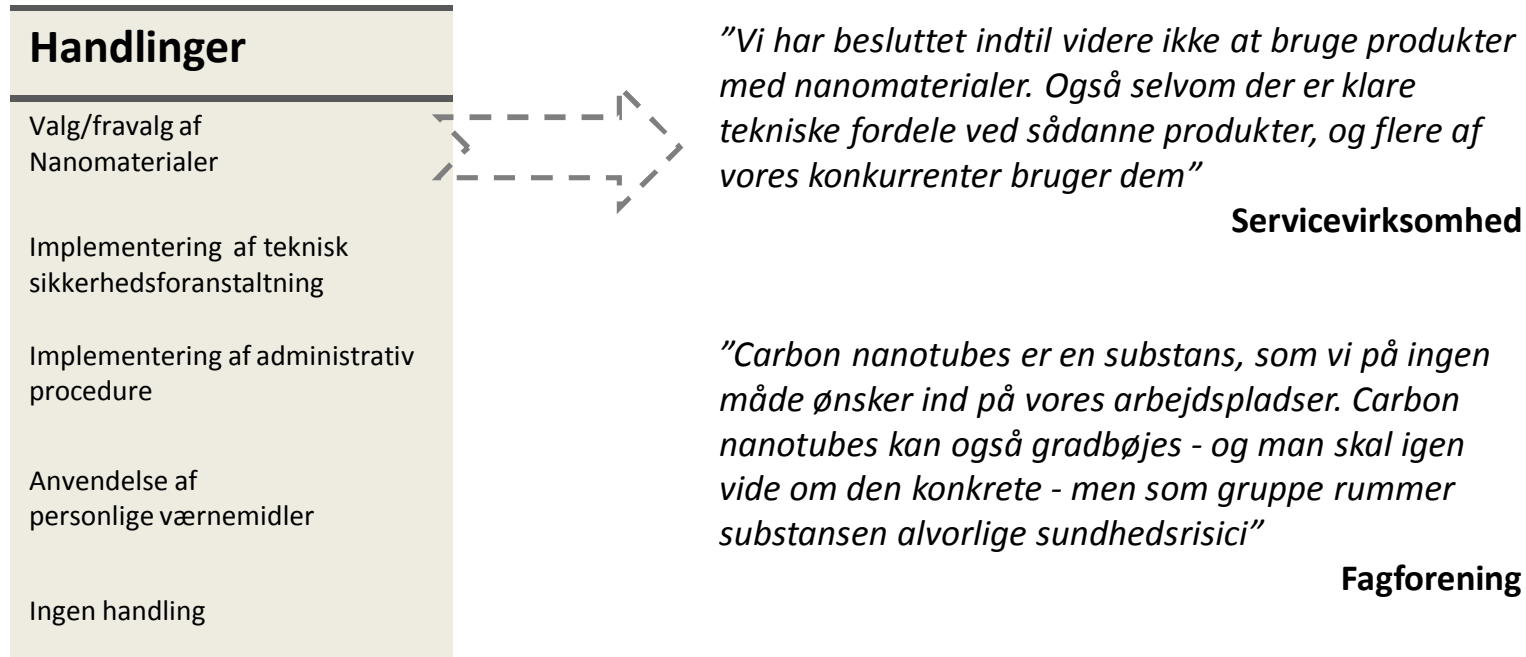 Handlinger
Valg/fravalg af
Nanomaterialer
Implementering af teknisk
sikkerhedsforanstaltning
Implementering af administrativ
procedure
Anvendelse af
personlige værnemidler
Ingen handling
”Vi har besluttet indtil videre ikke at bruge produkter
med nanomaterialer. Også selvom der er klare
tekniske fordele ved sådanne produkter, og flere af
vores konkurrenter bruger dem”
Servicevirksomhed
”Carbon nanotubes er en substans, som vi på ingen
måde ønsker ind på vores arbejdspladser. Carbon
nanotubes kan også gradbøjes - og man skal igen
vide om den konkrete - men som gruppe rummer
substansen alvorlige sundhedsrisici”
Fagforening